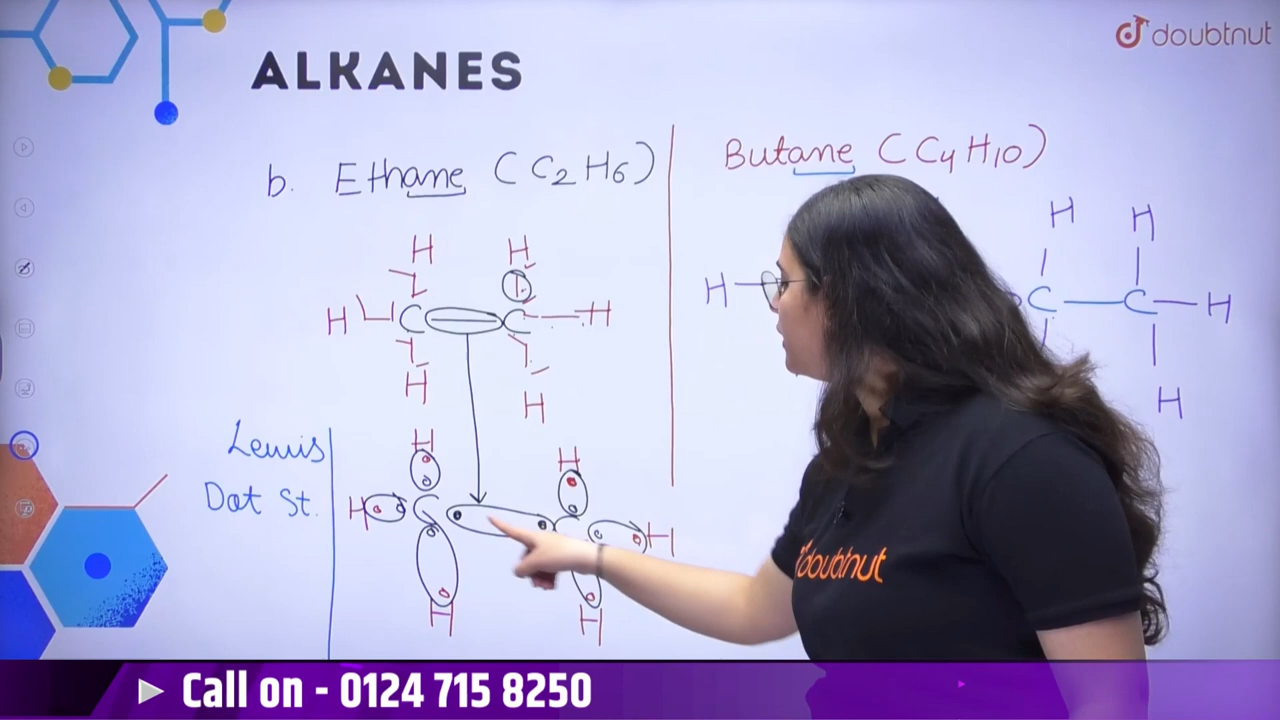 doubtnut
ALKANES
b. Ethane (C2H6)
H H
H C C H
H H
Lewis
Dot St.
H H
H C C H
H H
Butane (C4H10)
H H
H C C H
H
doubtnut
Call on - 0124 715 8250